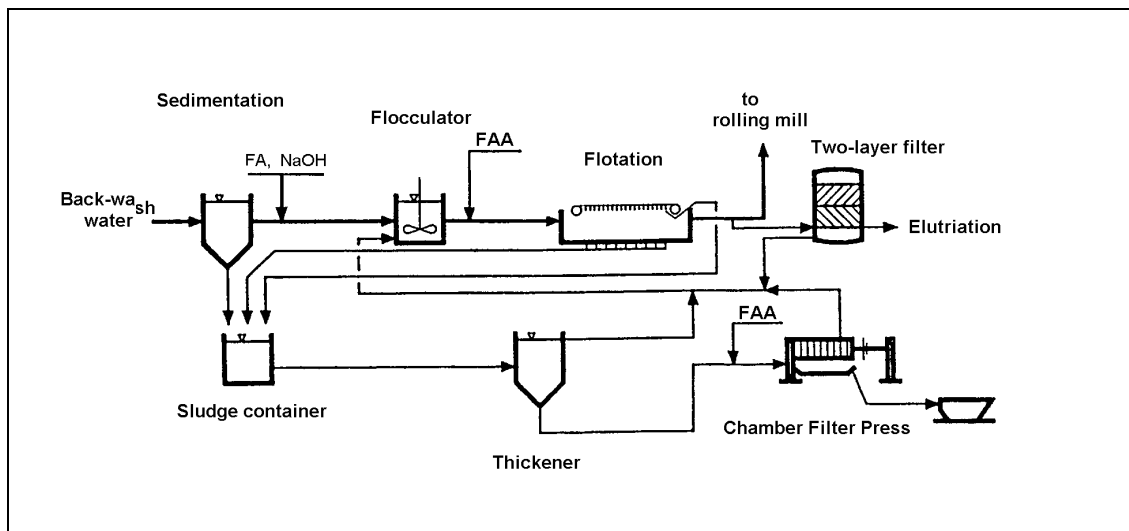 Sedimentation
Flocculator
to
rolling mill
FAA
Two-layer filter
FA, NaOH
Flotation
Back-wash
water
Elutriation
FAA
Sludge container
Chamber Filter Press
Thickener